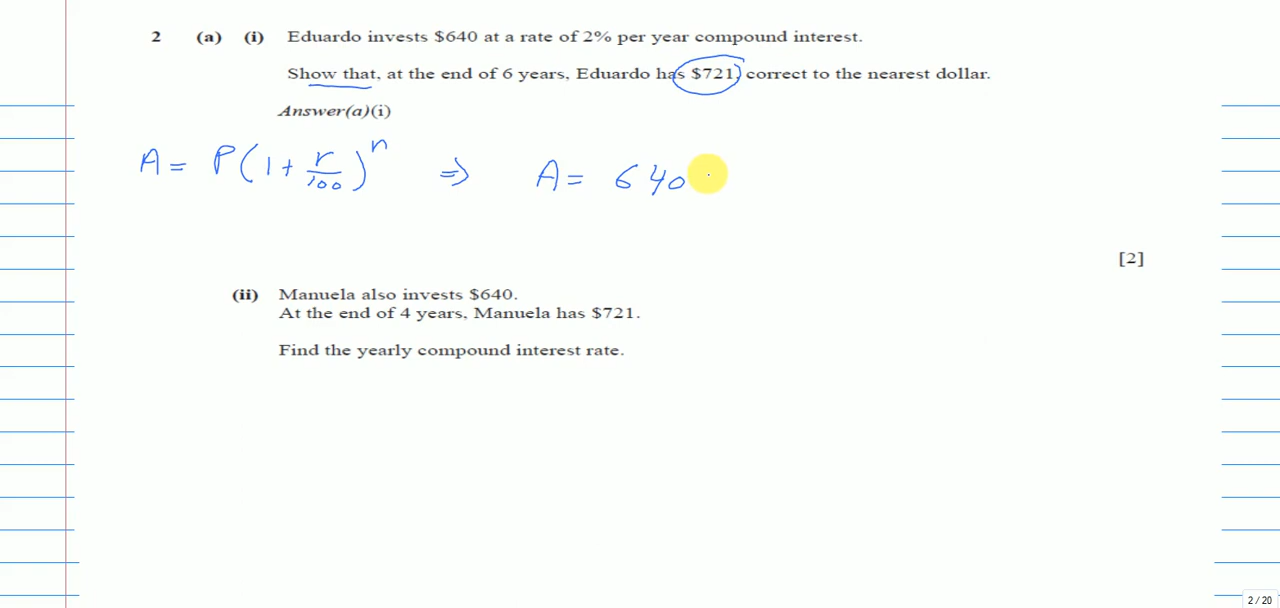 2 (a) (i) Eduardo invests $640 at a rate of 2% per year compound interest.
Show that, at the end of 6 years, Eduardo has $721, correct to the nearest dollar.
Answer(a)(i)
A = P(1 + r/100)^n ⇒ A = 640
[2]
(ii) Manuela also invests $640.
At the end of 4 years, Manuela has $721.
Find the yearly compound interest rate.
2 / 20